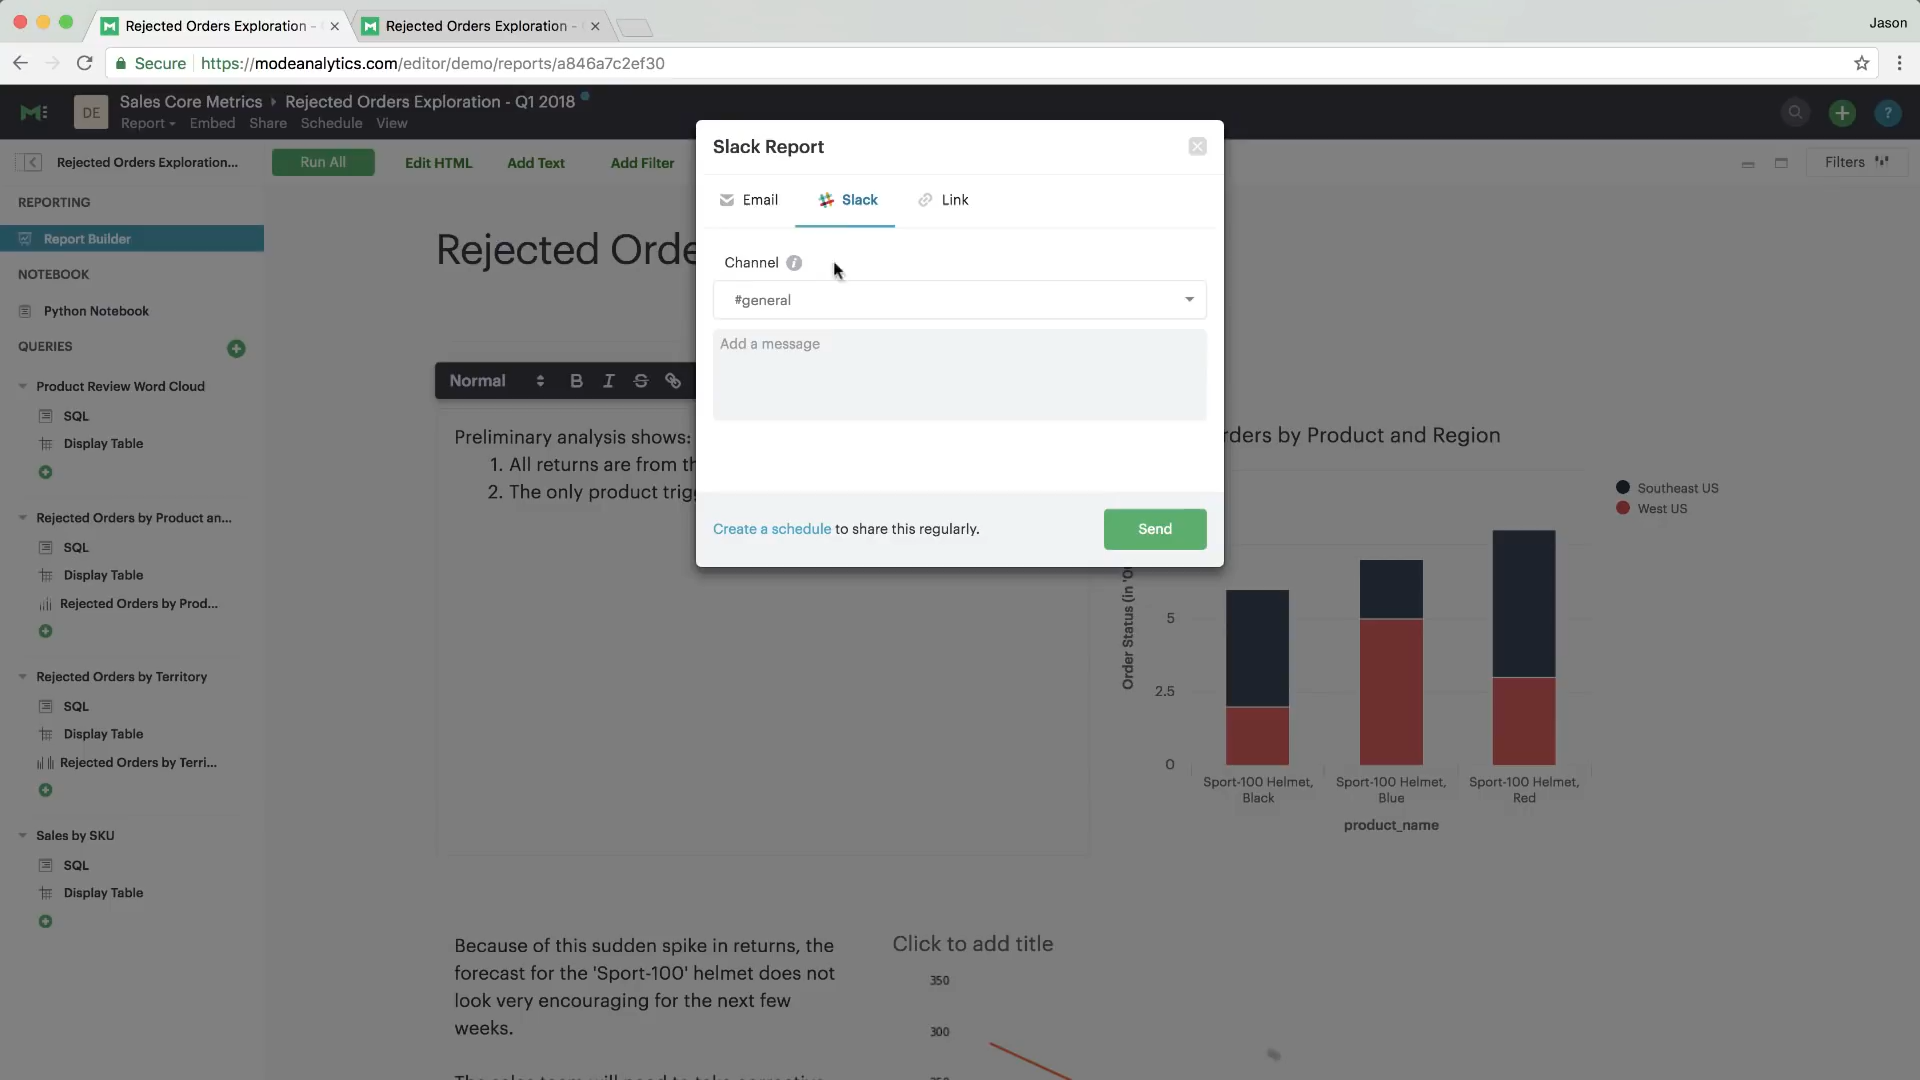 Rejected Orders Exploration -
Rejected Orders Exploration -
Jason
Secure
https://modeanalytics.com/editor/demo/reports/a846a7c2ef30
DE
Sales Core Metrics
Rejected Orders Exploration - Q1 2018
Report
Embed
Share
Schedule
View
?
Rejected Orders Exploration...
Run All
Edit HTML
Add Text
Add Filter
Filters
REPORTING
Report Builder
NOTEBOOK
Python Notebook
QUERIES
Product Review Word Cloud
SQL
Display Table
Rejected Orders by Product an...
SQL
Display Table
Rejected Orders by Prod...
Rejected Orders by Territory
SQL
Display Table
Rejected Orders by Terri...
Sales by SKU
SQL
Display Table
Slack Report
Email
Slack
Link
Channel
#general
Add a message
Create a schedule to share this regularly.
Send
Rejected
Normal
B
I
S
Preliminary analysis shows:
1. All returns are from
2. The only product
by Product and Region
Southeast US
West US
Order Status (in
5
2.5
0
Sport-100 Helmet,
Black
Sport-100 Helmet,
Blue
Sport-100 Helmet,
Red
product_name
Because of this sudden spike in returns, the
forecast for the 'Sport-100' helmet does not
look very encouraging for the next few
weeks.
Click to add title
350
300